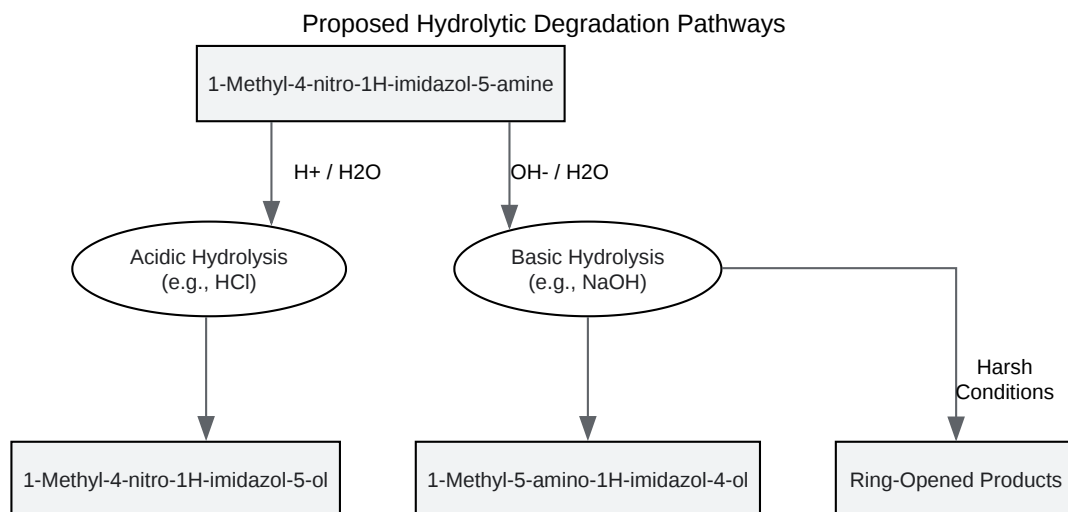 Proposed Hydrolytic Degradation Pathways
1-Methyl-4-nitro-1H-imidazol-5-amine
H+ / H2O
OH- / H2O
Acidic Hydrolysis
(e.g., HCl)
Basic Hydrolysis
(e.g., NaOH)
Harsh
Conditions
1-Methyl-4-nitro-1H-imidazol-5-ol
1-Methyl-5-amino-1H-imidazol-4-ol
Ring-Opened Products